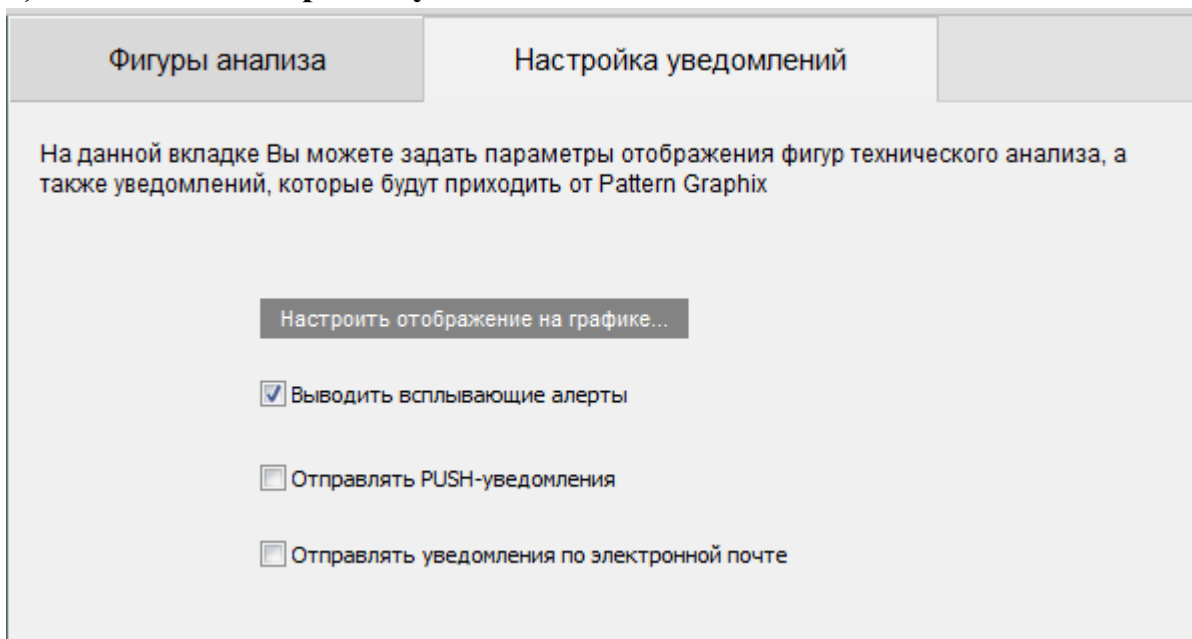 Фигуры анализа
Настройка уведомлений
На данной вкладке Вы можете задать параметры отображения фигур технического анализа, а
также уведомлений, которые будут приходить от Pattern Graphix
Настроить отображение на графике...
Выводить всплывающие алерты
Отправлять PUSH-уведомления
Отправлять уведомления по электронной почте